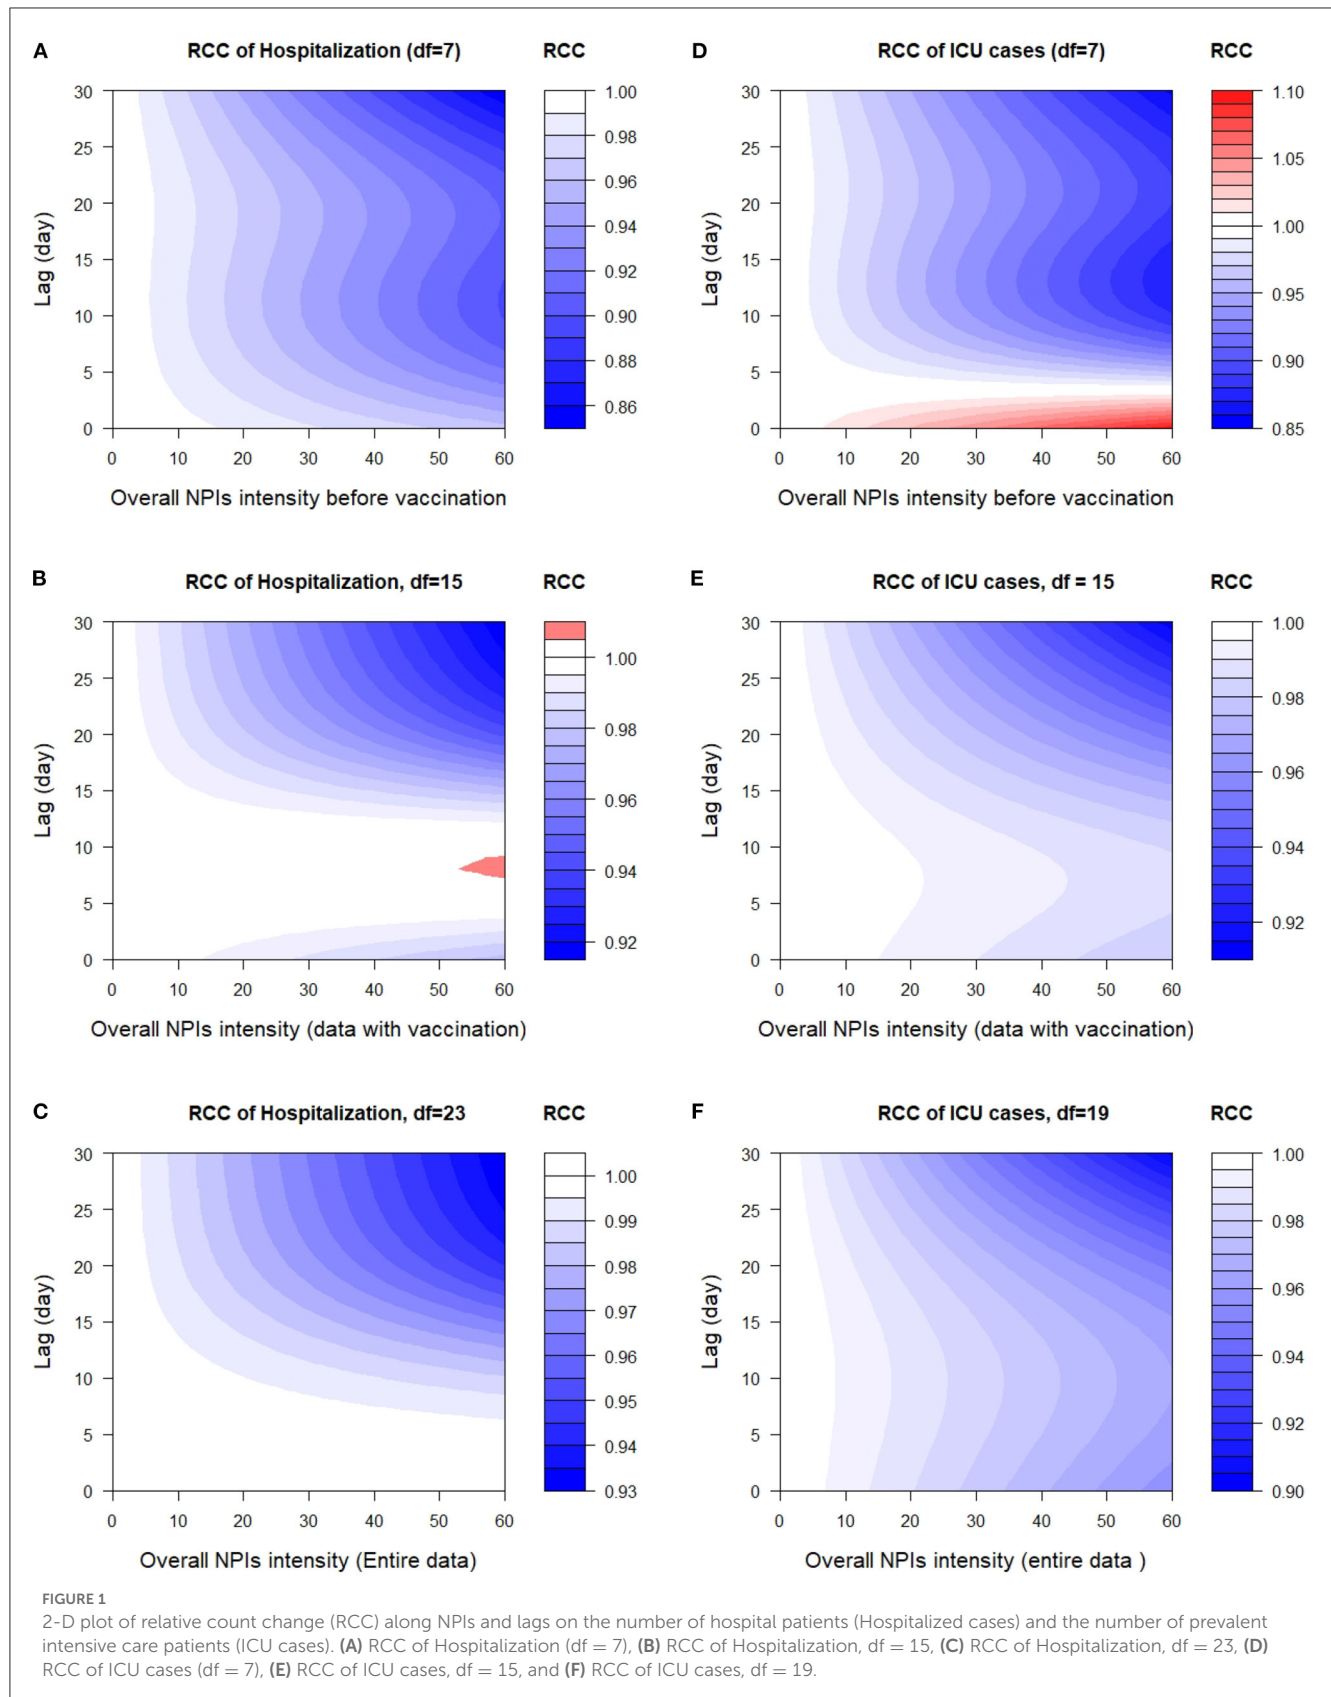 A
RCC of Hospitalization (df=7)
RCC
Lag (day)
30
25
20
15
10
5
0
0 10 20 30 40 50 60
Overall NPIs intensity before vaccination
1.00
0.98
0.96
0.94
0.92
0.90
0.88
0.86
D
RCC of ICU cases (df=7)
RCC
Lag (day)
30
25
20
15
10
5
0
0 10 20 30 40 50 60
Overall NPIs intensity before vaccination
1.10
1.05
1.00
0.95
0.90
0.85
B
RCC of Hospitalization, df=15
RCC
Lag (day)
30
25
20
15
10
5
0
0 10 20 30 40 50 60
Overall NPIs intensity (data with vaccination)
1.00
0.98
0.96
0.94
0.92
E
RCC of ICU cases, df = 15
RCC
Lag (day)
30
25
20
15
10
5
0
0 10 20 30 40 50 60
Overall NPIs intensity (data with vaccination)
1.00
0.98
0.96
0.94
0.92
C
RCC of Hospitalization, df=23
RCC
Lag (day)
30
25
20
15
10
5
0
0 10 20 30 40 50 60
Overall NPIs intensity (Entire data)
1.00
0.99
0.98
0.97
0.96
0.95
0.94
0.93
F
RCC of ICU cases, df=19
RCC
Lag (day)
30
25
20
15
10
5
0
0 10 20 30 40 50 60
Overall NPIs intensity (entire data )
1.00
0.98
0.96
0.94
0.92
0.90
FIGURE 1
2-D plot of relative count change (RCC) along NPIs and lags on the number of hospital patients (Hospitalized cases) and the number of prevalent
intensive care patients (ICU cases). (A) RCC of Hospitalization (df = 7), (B) RCC of Hospitalization, df = 15, (C) RCC of Hospitalization, df = 23, (D)
RCC of ICU cases (df = 7), (E) RCC of ICU cases, df = 15, and (F) RCC of ICU cases, df = 19.